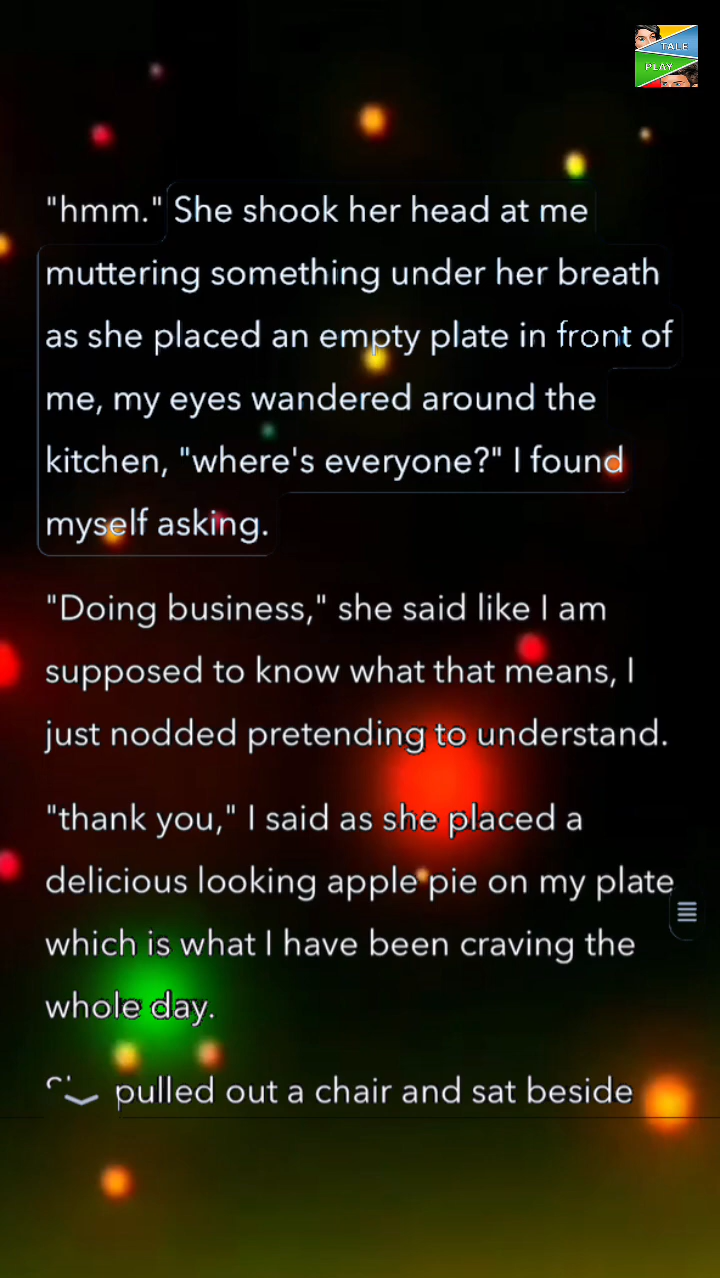 TALE
PLAY
"hmm." She shook her head at me
muttering something under her breath
as she placed an empty plate in front of
me, my eyes wandered around the
kitchen, "where's everyone?" I found
myself asking.
"Doing business," she said like I am
supposed to know what that means, I
just nodded pretending to understand.
"thank you," I said as she placed a
delicious looking apple pie on my plate
which is what I have been craving the
whole day.
pulled out a chair and sat beside